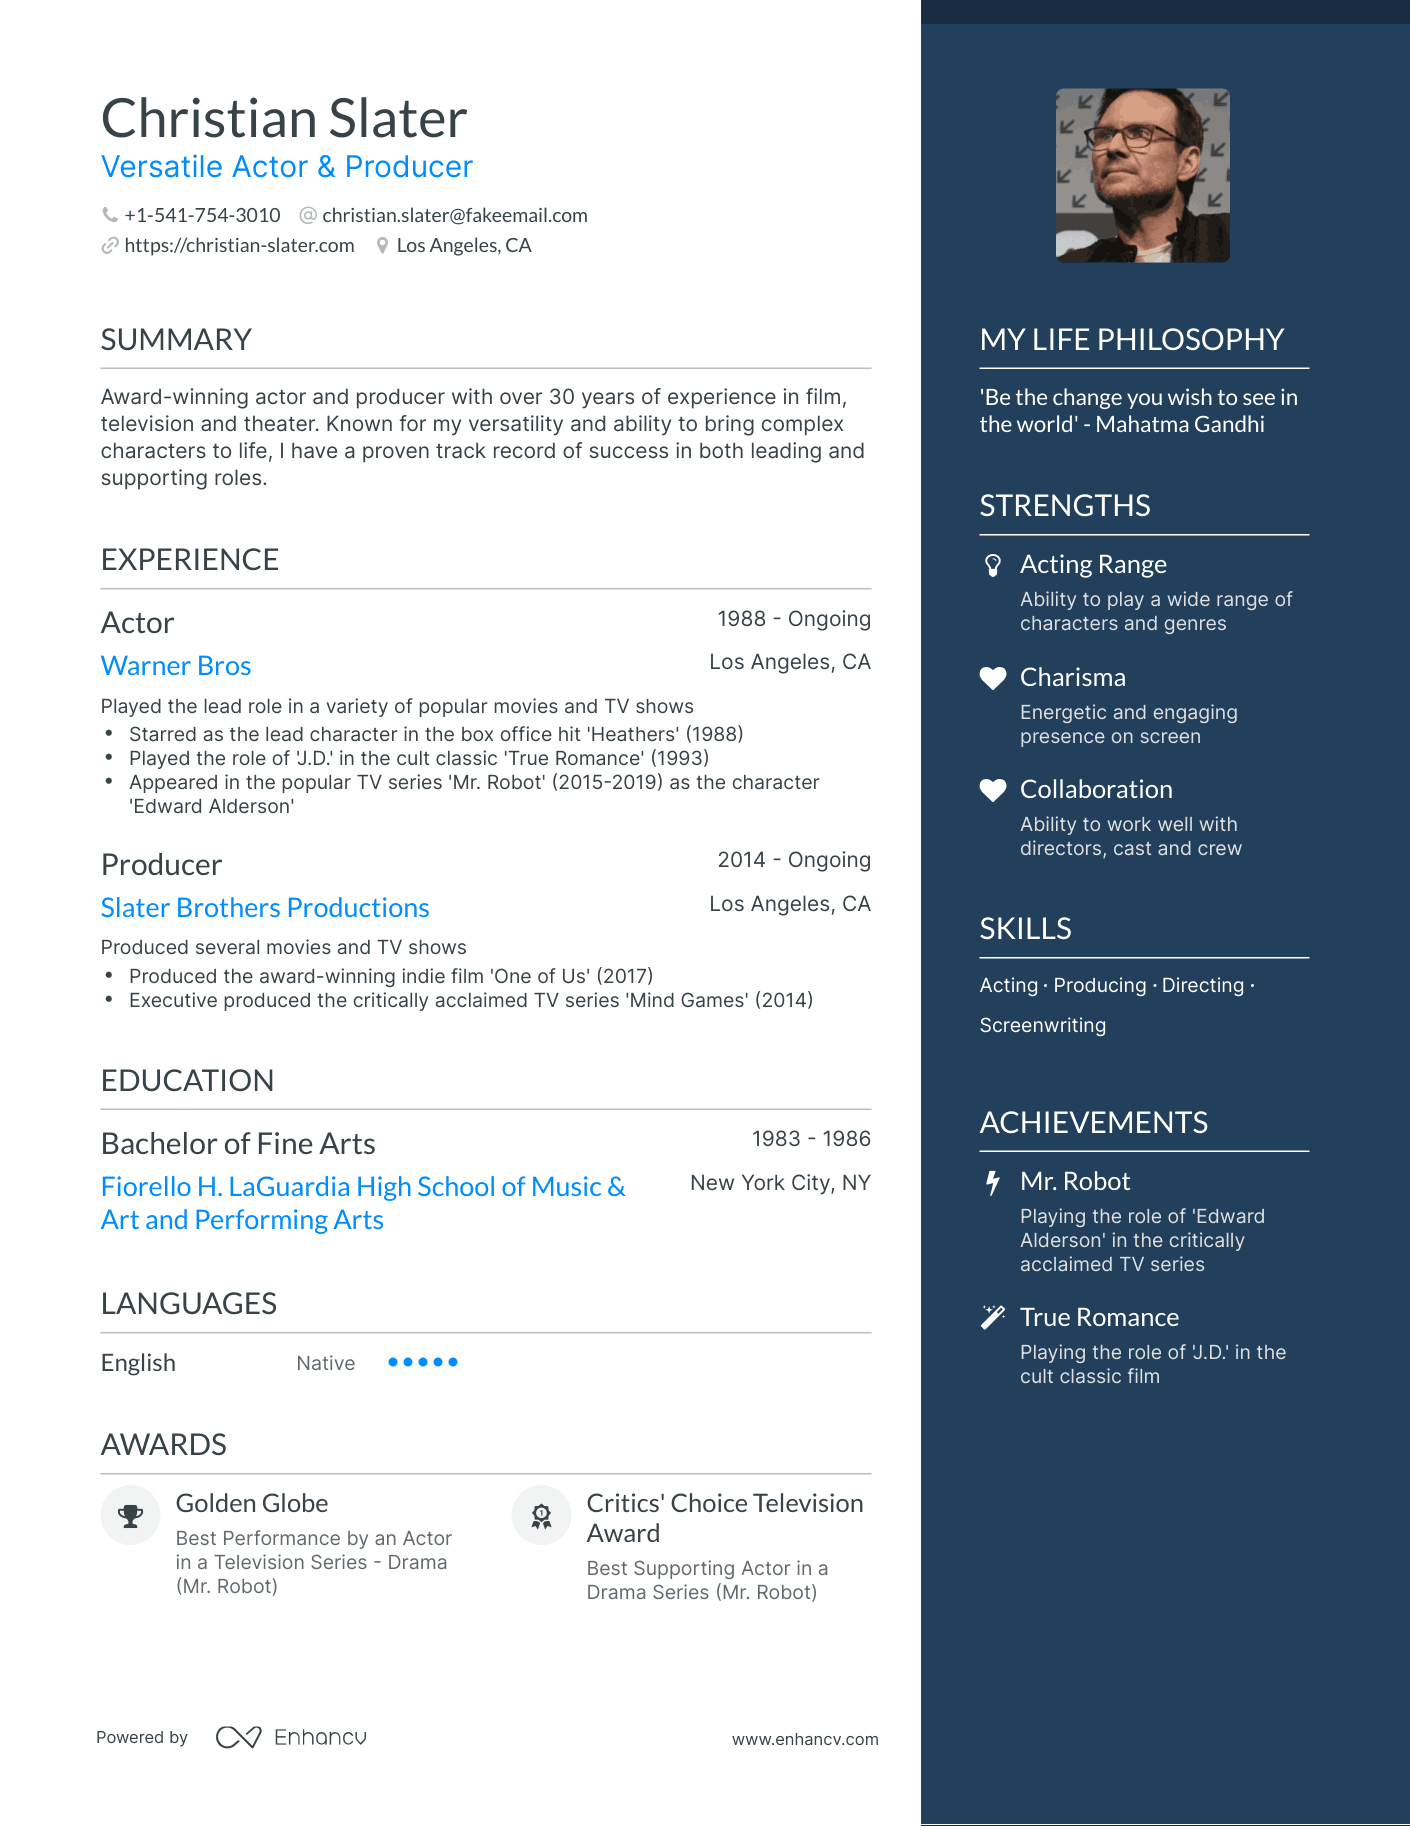 Christian Slater
Versatile Actor & Producer
+1-541-754-3010 christian.slater@fakeemail.com
https://christian-slater.com Los Angeles, CA
SUMMARY
Award-winning actor and producer with over 30 years of experience in film,
television and theater. Known for my versatility and ability to bring complex
characters to life, I have a proven track record of success in both leading and
supporting roles.
EXPERIENCE
Actor 1988 - Ongoing
Warner Bros Los Angeles, CA
Played the lead role in a variety of popular movies and TV shows
• Starred as the lead character in the box office hit 'Heathers' (1988)
• Played the role of 'J.D.' in the cult classic 'True Romance' (1993)
• Appeared in the popular TV series 'Mr. Robot' (2015-2019) as the character
'Edward Alderson'
Producer 2014 - Ongoing
Slater Brothers Productions Los Angeles, CA
Produced several movies and TV shows
• Produced the award-winning indie film 'One of Us' (2017)
• Executive produced the critically acclaimed TV series 'Mind Games' (2014)
EDUCATION
Bachelor of Fine Arts 1983 - 1986
Fiorello H. LaGuardia High School of Music & New York City, NY
Art and Performing Arts
LANGUAGES
English Native
AWARDS
Golden Globe
Best Performance by an Actor
in a Television Series - Drama
(Mr. Robot)
Critics' Choice Television
Award
Best Supporting Actor in a
Drama Series (Mr. Robot)
Powered by Enhancv www.enhancv.com
MY LIFE PHILOSOPHY
'Be the change you wish to see in
the world' - Mahatma Gandhi
STRENGTHS
Acting Range
Ability to play a wide range of
characters and genres
Charisma
Energetic and engaging
presence on screen
Collaboration
Ability to work well with
directors, cast and crew
SKILLS
Acting · Producing · Directing ·
Screenwriting
ACHIEVEMENTS
Mr. Robot
Playing the role of 'Edward
Alderson' in the critically
acclaimed TV series
True Romance
Playing the role of 'J.D.' in the
cult classic film